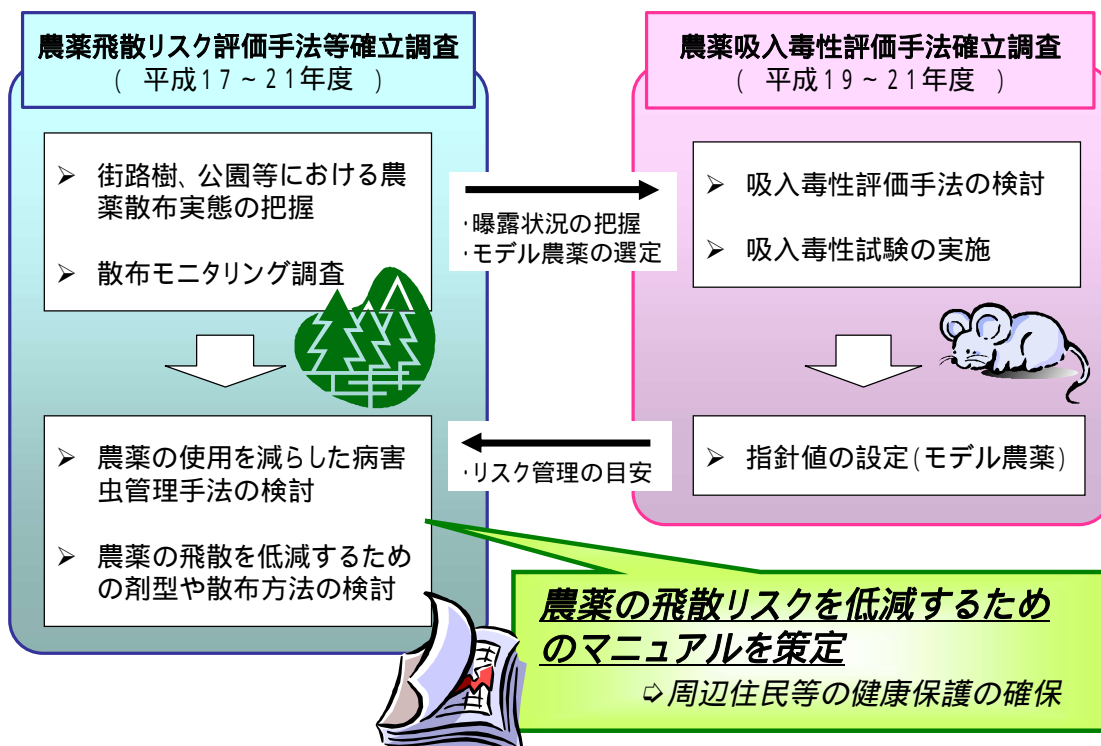 農薬飛散リスク評価手法等確立調査
( 平成17~21年度 )
➢ 街路樹、公園等における農
薬散布実態の把握
➢ 散布モニタリング調査
➢ 農薬の使用を減らした病害
虫管理手法の検討
➢ 農薬の飛散を低減するため
の剤型や散布方法の検討
・曝露状況の把握
・モデル農薬の選定
・リスク管理の目安
農薬吸入毒性評価手法確立調査
( 平成19~21年度 )
➢ 吸入毒性評価手法の検討
➢ 吸入毒性試験の実施
➢ 指針値の設定(モデル農薬)
農薬の飛散リスクを低減するため
のマニュアルを策定
⇨周辺住民等の健康保護の確保